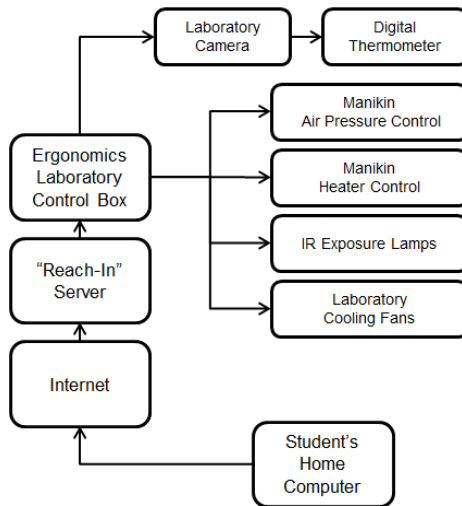 Laboratory
Camera
Digital
Thermometer
Manikin
Air Pressure Control
Ergonomics
Laboratory
Control Box
Manikin
Heater Control
IR Exposure Lamps
"Reach-In"
Server
Laboratory
Cooling Fans
Internet
Student's
Home
Computer